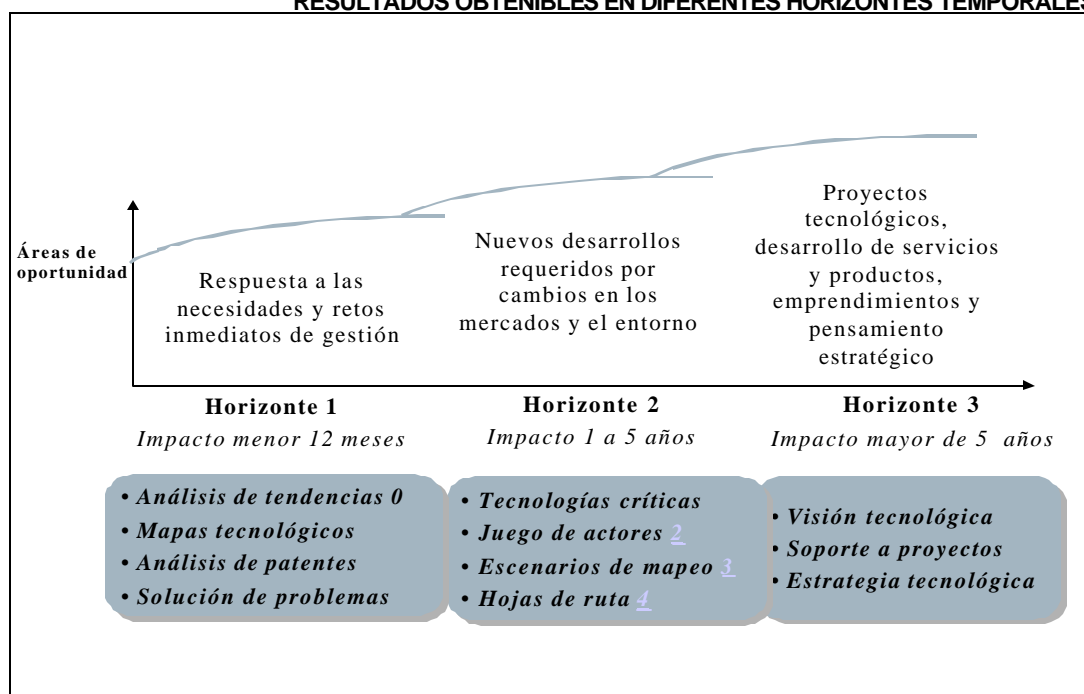 RESULTADOS OBTENIBLES EN DIFERENTES HORIZONTES TEMPORALES
Áreas de
oportunidad
Respuesta a las
necesidades y retos
inmediatos de gestión
Nuevos desarrollos
requeridos por
cambios en los
mercados y el entorno
Proyectos
tecnológicos,
desarrollo de servicios
y productos,
emprendimientos y
pensamiento
estratégico
Horizonte 1
Impacto menor 12 meses
Horizonte 2
Impacto 1 a 5 años
Horizonte 3
Impacto mayor de 5 años
• Análisis de tendencias 0
• Mapas tecnológicos
• Análisis de patentes
• Solución de problemas
• Tecnologías críticas
• Juego de actores 2
• Escenarios de mapeo 3
• Hojas de ruta 4
• Visión tecnológica
• Soporte a proyectos
• Estrategia tecnológica